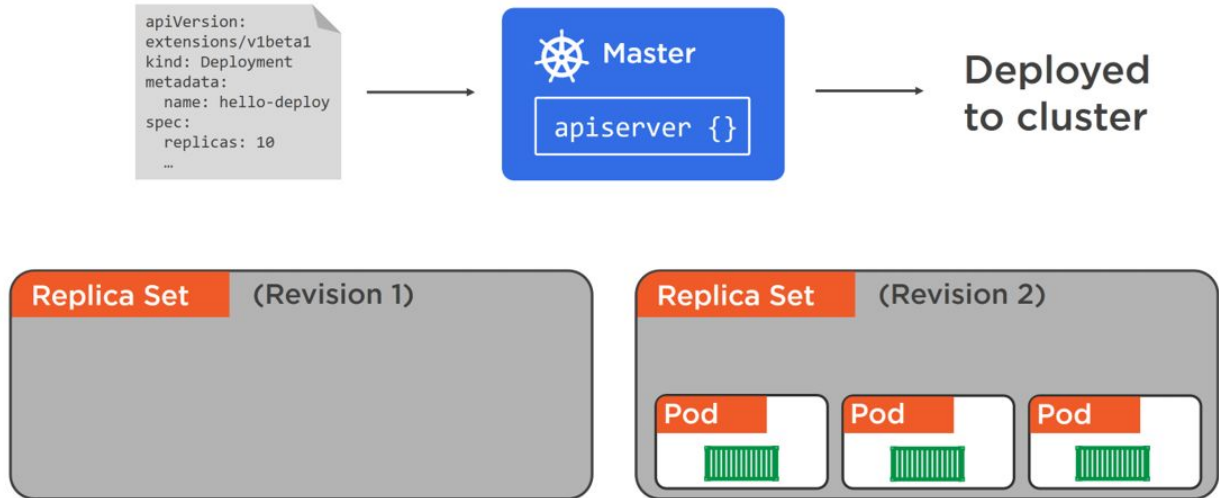 apiVersion:
extensions/v1beta1
kind: Deployment
metadata:
  name: hello-deploy
spec:
  replicas: 10
  …
Master
apiserver {}
Deployed
to cluster
Replica Set (Revision 1)
Replica Set (Revision 2)
Pod
Pod
Pod